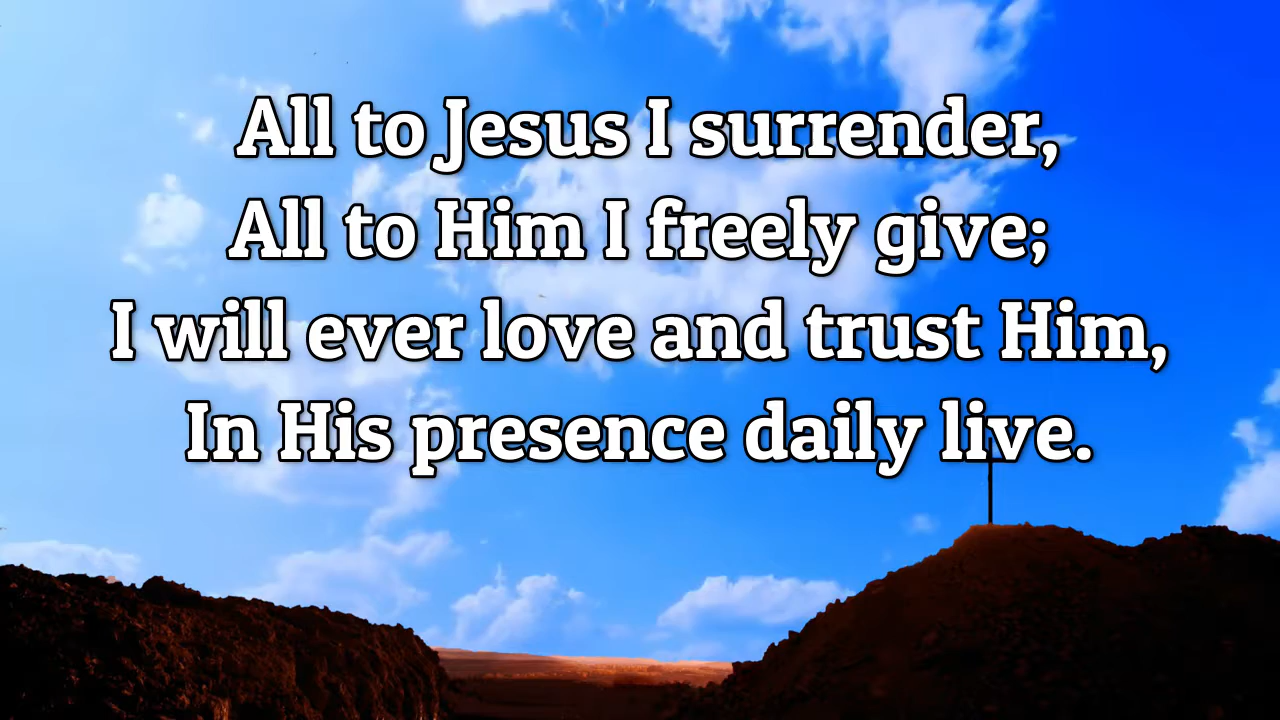 All to Jesus I surrender,
All to Him I freely give;
I will ever love and trust Him,
In His presence daily live.